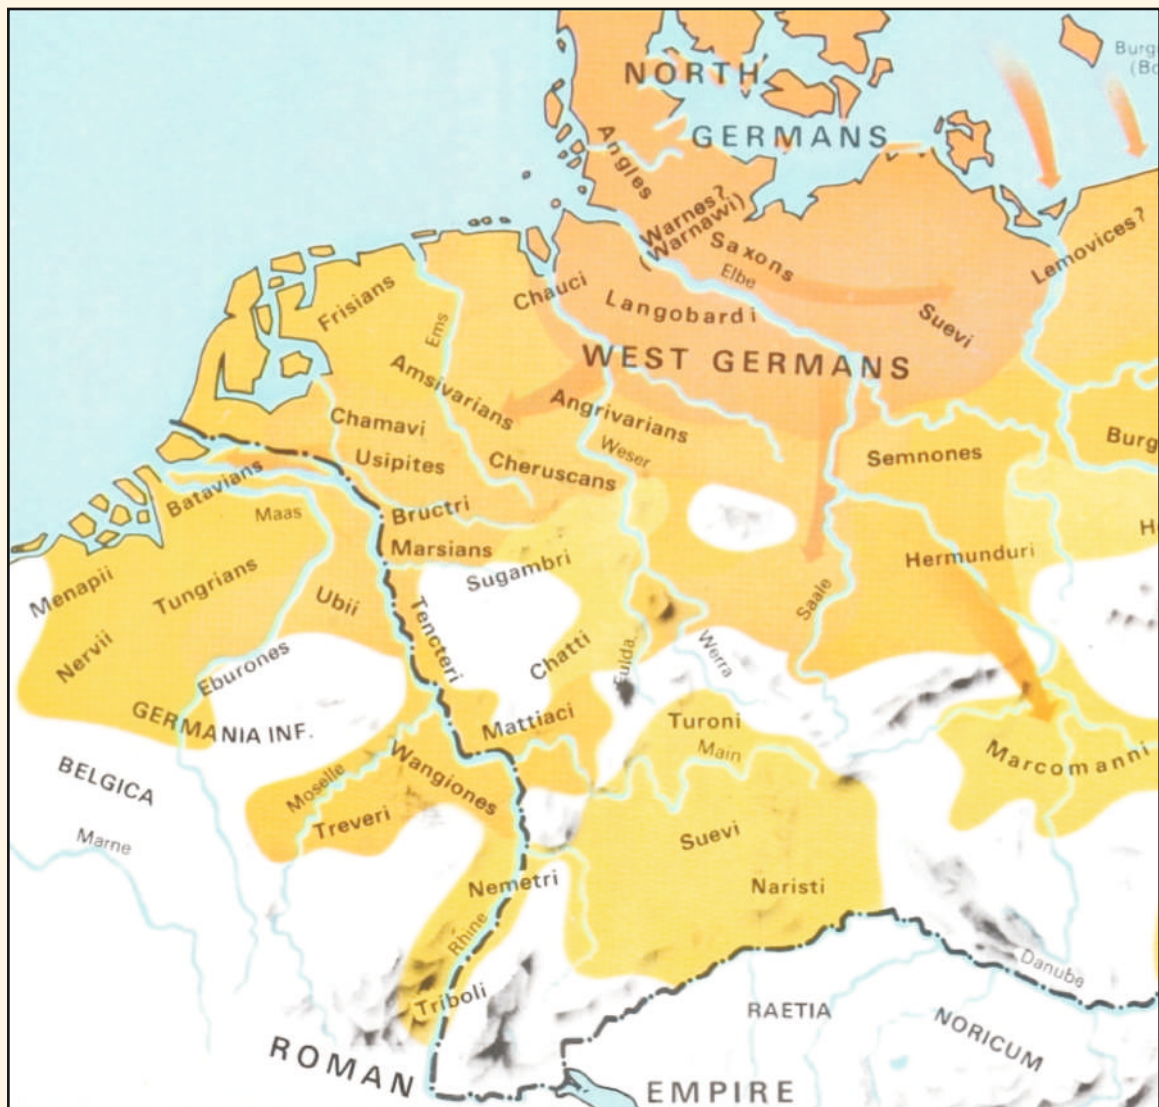 Burg
(Bo
NORTH
GERMANS
Angles
Warnes?
(Warnawi)
Saxons
Elbe
Lemovices?
Frisians
Ems
Chauci
Langobardi
Suevi
WEST GERMANS
Amsivarians
Angrivarians
Chamavi
Weser
Burg
Usipites
Cheruscans
Semnones
Batavians
Maas
Bructri
Marsians
Sugambri
Hermunduri
He
Menapii
Tungrians
Ubii
Tencteri
Saale
Nervii
Eburones
Chatti
Fulda
Werra
GERMANIA INF.
Mattiaci
Turoni
Main
Marcomanni
BELGICA
Moselle
Wangiones
Treveri
Marne
Suevi
Nemetri
Naristi
Rhine
Danube
Triboli
RAETIA
NORICUM
ROMAN
EMPIRE